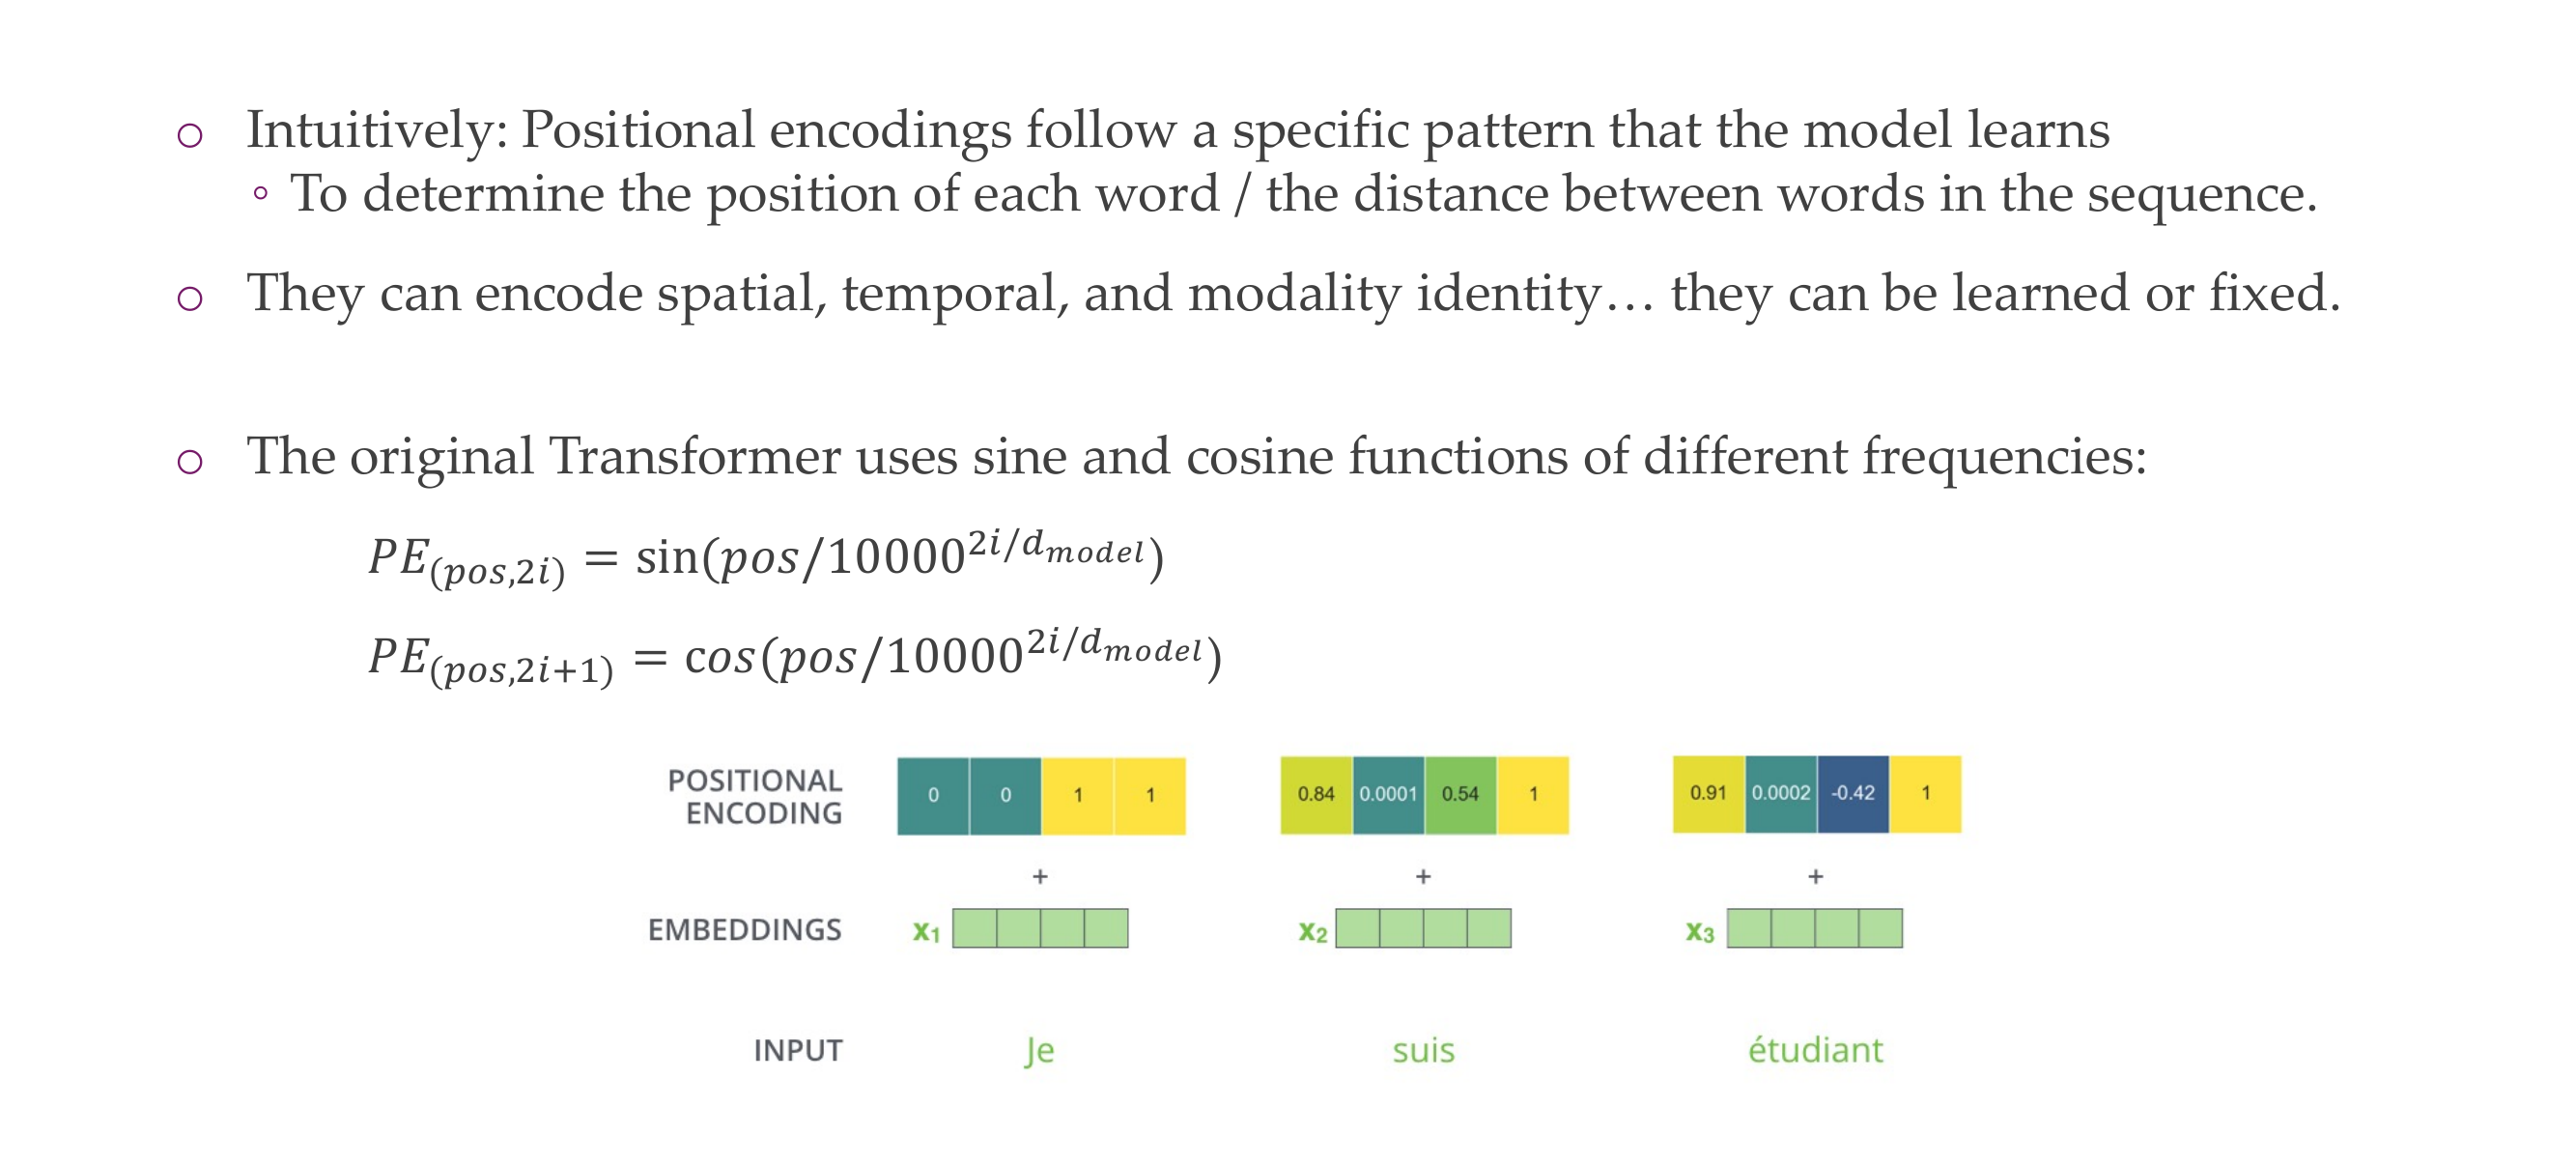 ○ Intuitively: Positional encodings follow a specific pattern that the model learns
○ To determine the position of each word / the distance between words in the sequence.
○ They can encode spatial, temporal, and modality identity… they can be learned or fixed.
○ The original Transformer uses sine and cosine functions of different frequencies:
PE_(pos,2i) = sin(pos/10000^{2i/d_{model}})
PE_(pos,2i+1) = cos(pos/10000^{2i/d_{model}})
POSITIONAL
ENCODING
0 0 1 1 0.84 0.0001 0.54 1 0.91 0.0002 -0.42 1
+ + +
EMBEDDINGS x₁ x₂ x₃
INPUT Je suis étudiant